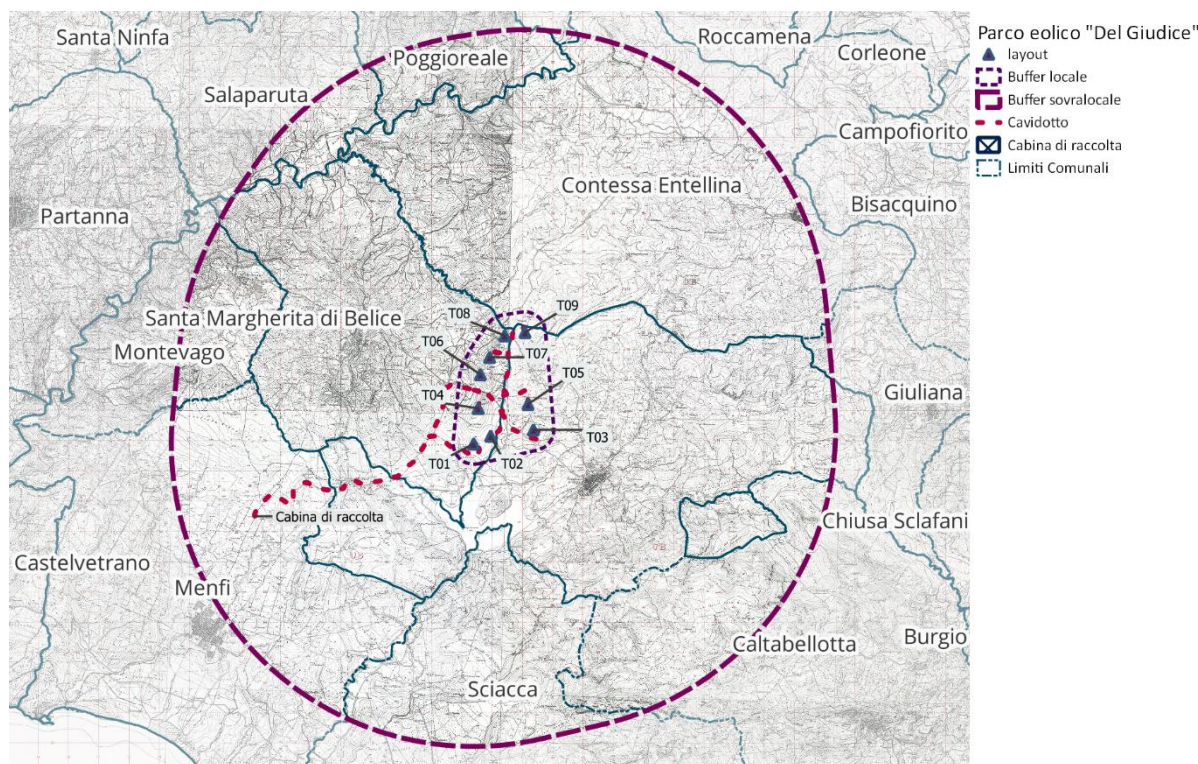 Santa Ninfa
Roccamena
Corleone
Poggioreale
Salaparuta
Campofiorito
Contessa Entellina
Partanna
Bisacquino
T09
T08
Santa Margherita di Belice
T06
T07
Montevago
T05
Giuliana
T04
T03
T01
T02
Cabina di raccolta
Chiusa Sclafani
Castelvetrano
Menfi
Caltabellotta
Burgio
Sciacca
Parco eolico "Del Giudice"
layout
Buffer locale
Buffer sovralocale
Cavidotto
Cabina di raccolta
Limiti Comunali